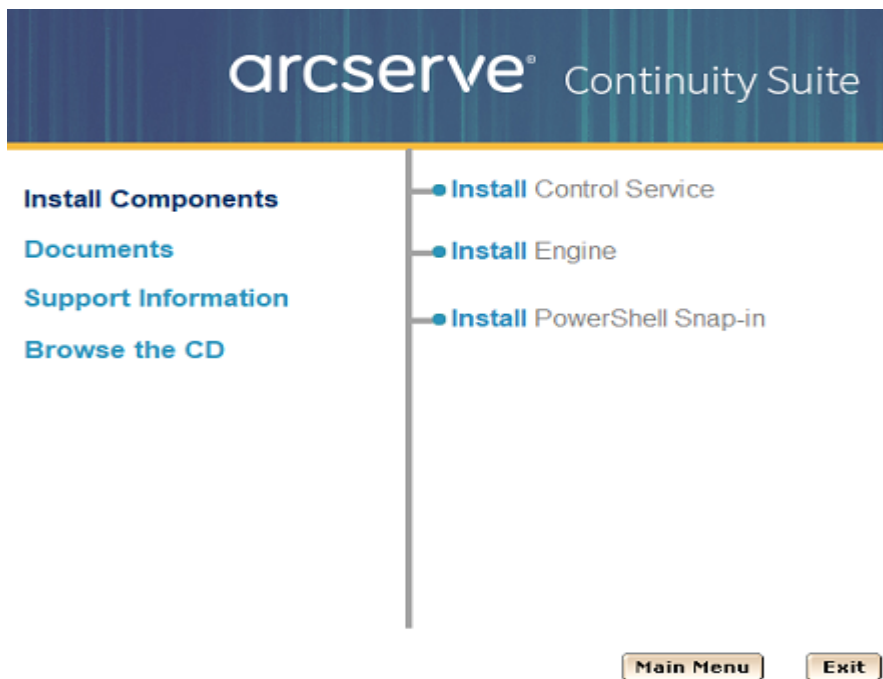 arcserve® Continuity Suite
Install Components
Documents
Support Information
Browse the CD
Install Control Service
Install Engine
Install PowerShell Snap-in
Main Menu
Exit